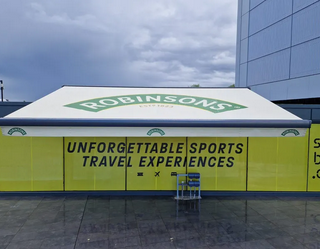 ROBINSONS
UNFORGETTABLE SPORTS
TRAVEL EXPERIENCES